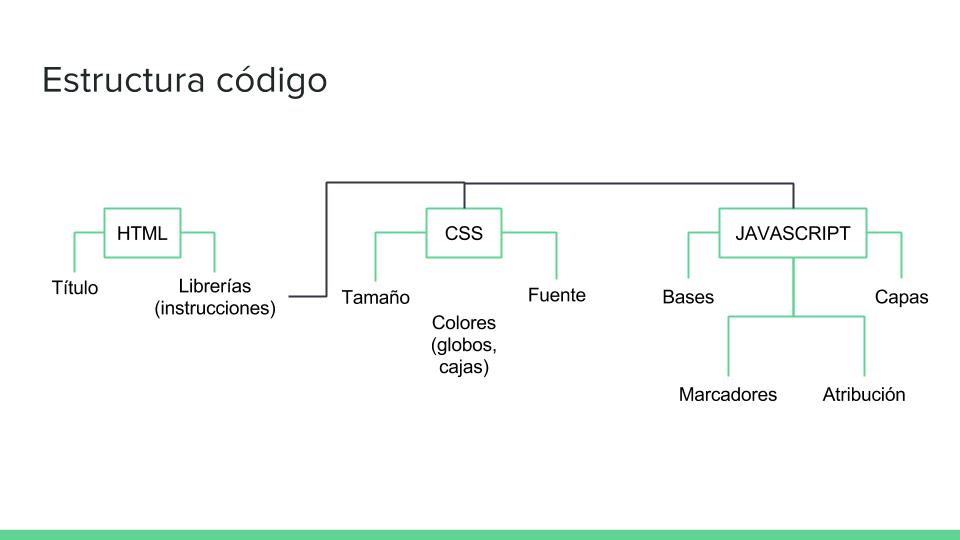 Estructura código
HTML
CSS
JAVASCRIPT
Título
Librerías
(instrucciones)
Tamaño
Colores
(globos,
cajas)
Fuente
Bases
Capas
Marcadores
Atribución